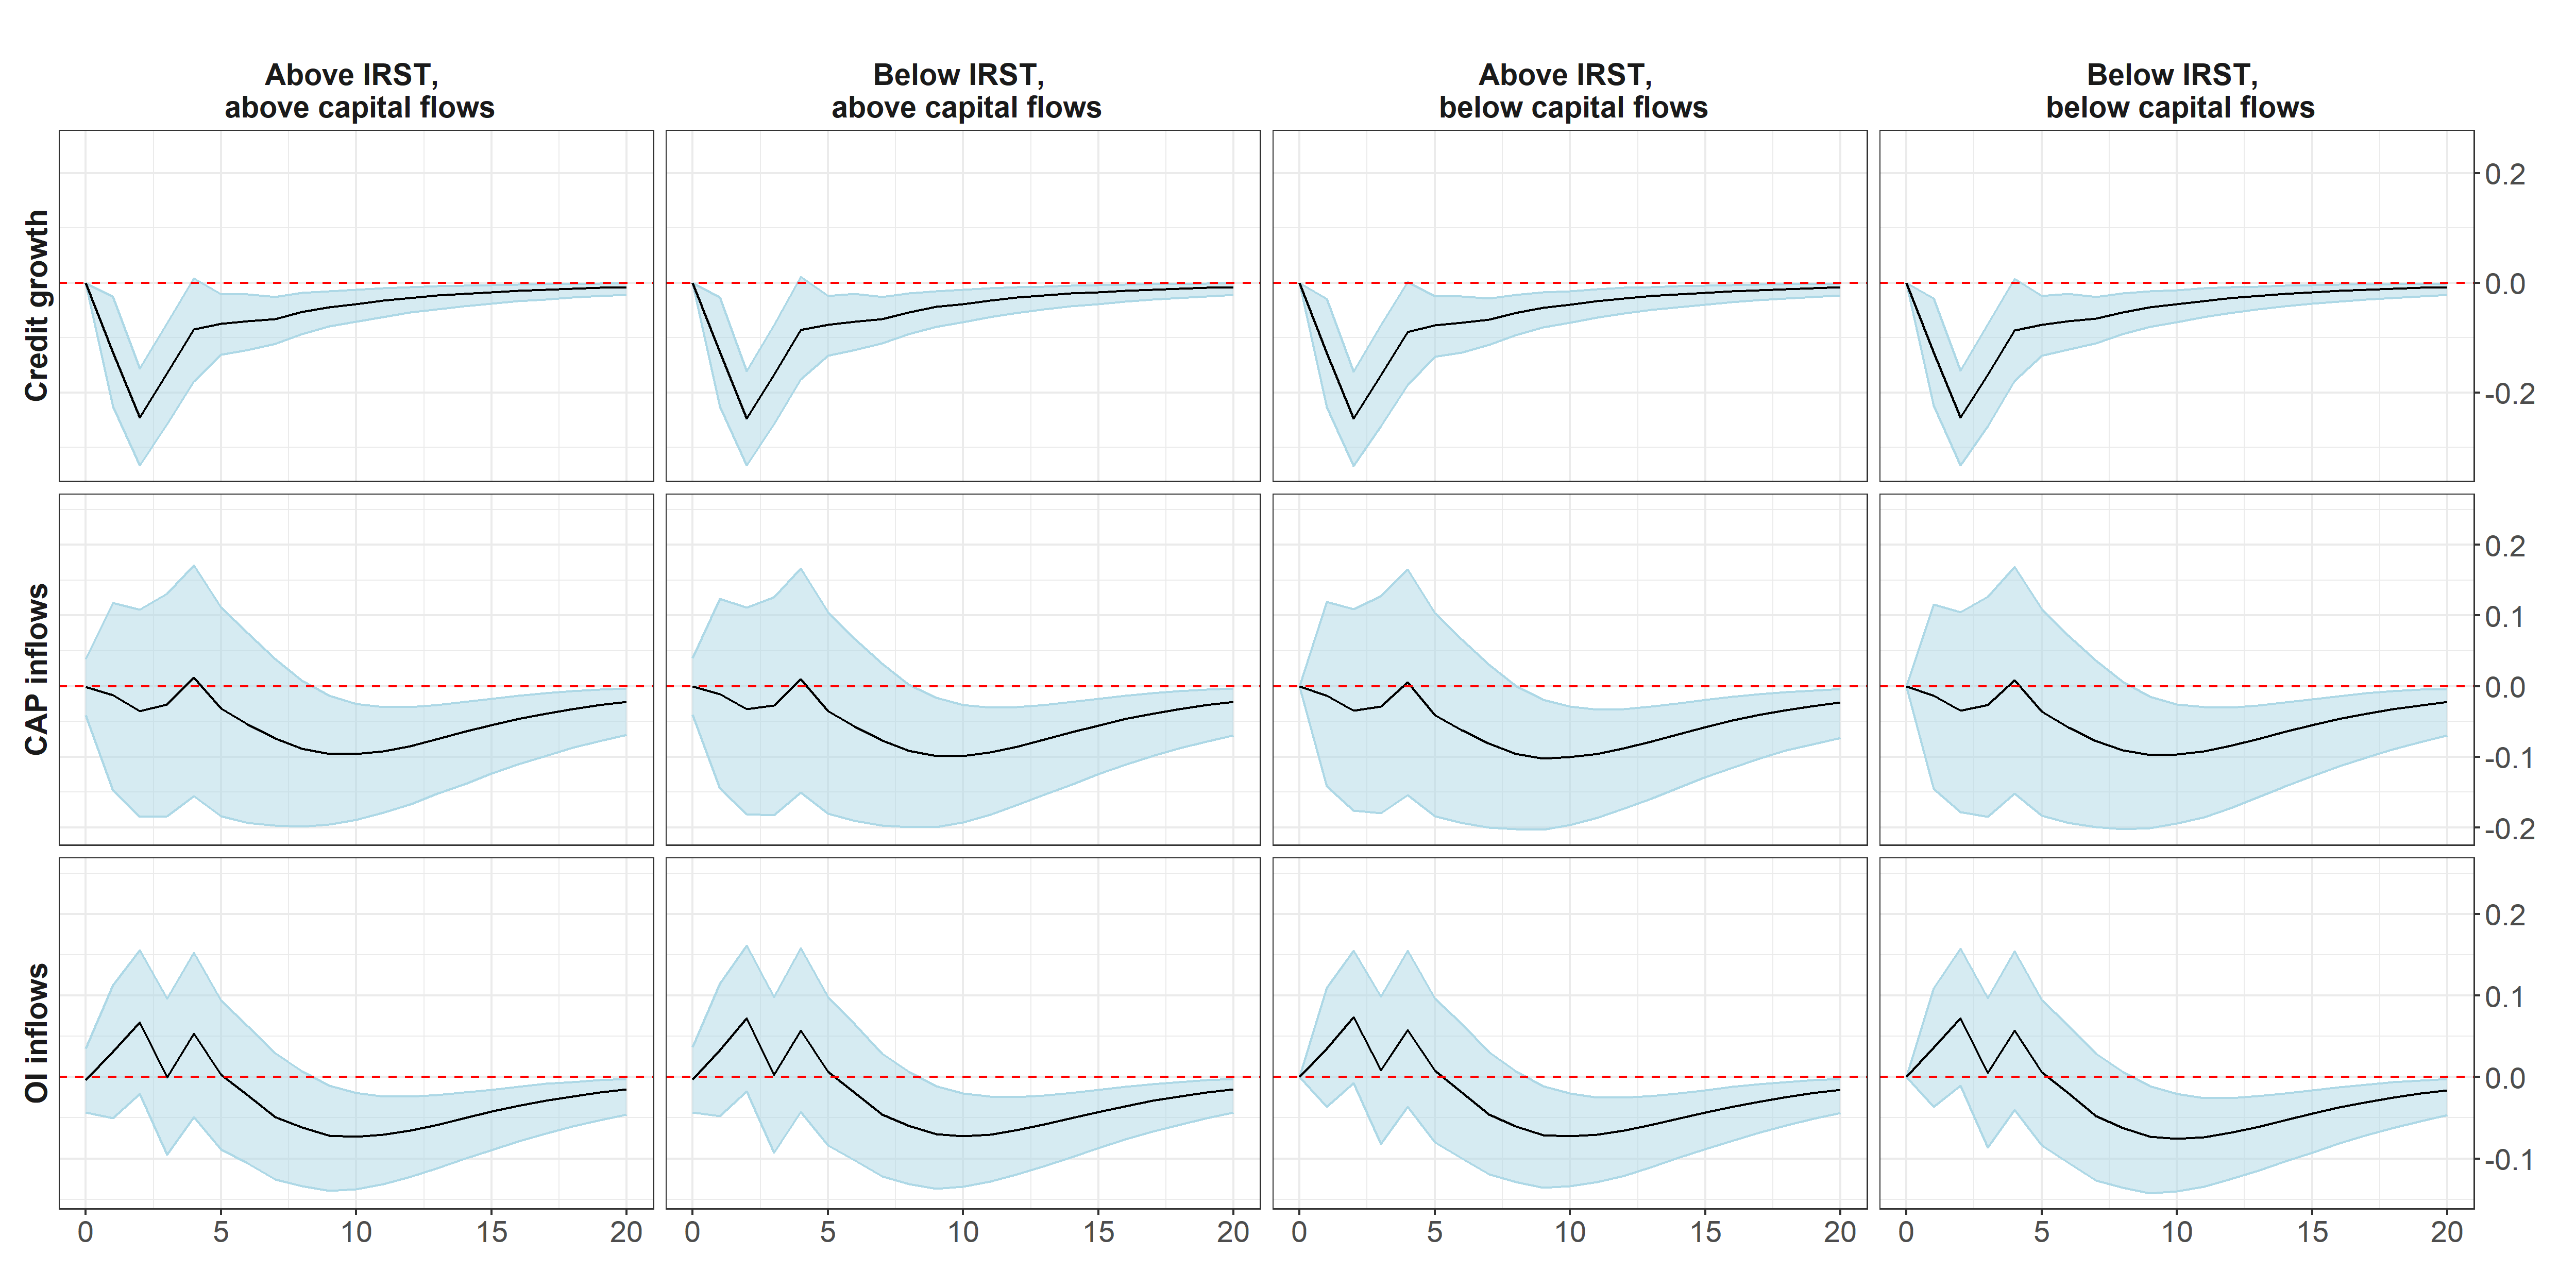 Above IRST,
above capital flows
Below IRST,
above capital flows
Above IRST,
below capital flows
Below IRST,
below capital flows
Credit growth
0.2
0.0
-0.2
CAP inflows
0.2
0.1
0.0
-0.1
-0.2
OI inflows
0.2
0.1
0.0
-0.1
0 5 10 15 20
0 5 10 15 20
0 5 10 15 20
0 5 10 15 20